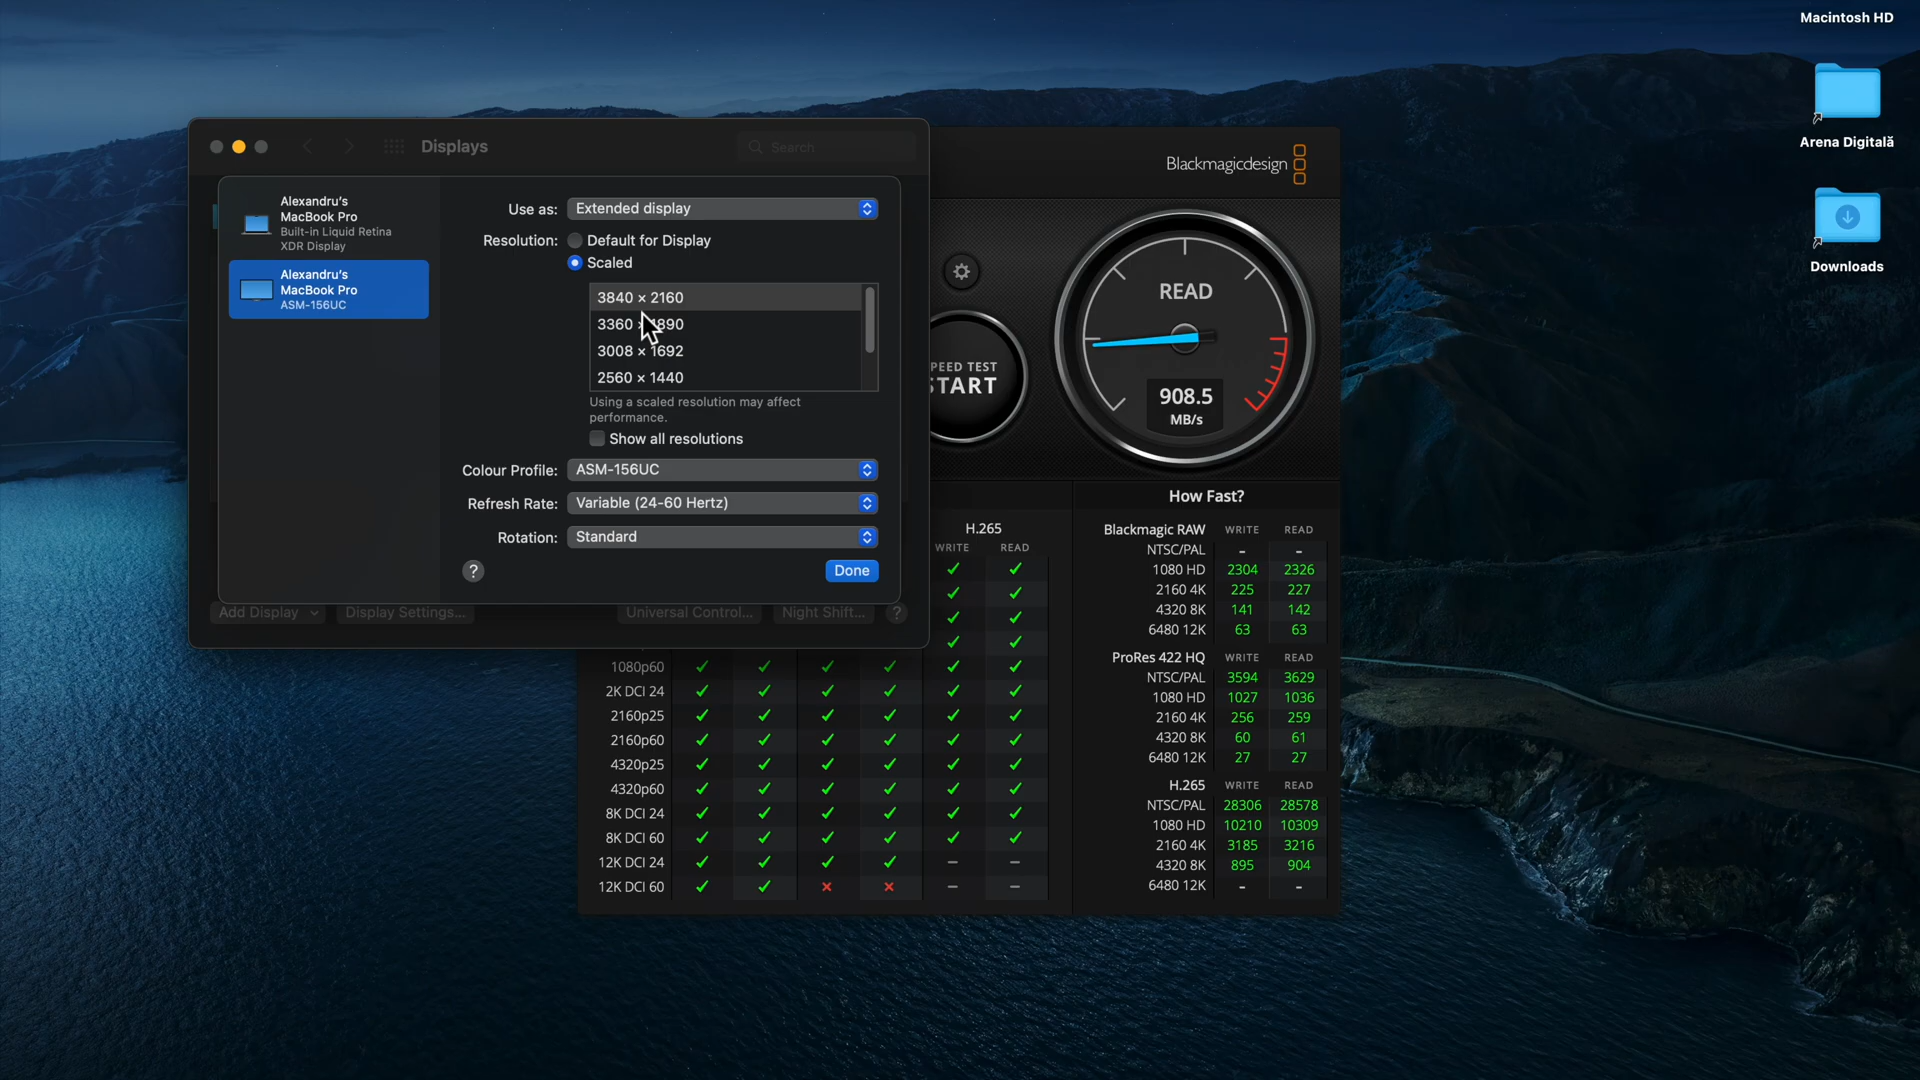 Macintosh HD
Arena Digitală
Downloads
Displays
Search
Alexandru's
MacBook Pro
Built-in Liquid Retina
XDR Display
Alexandru's
MacBook Pro
ASM-156UC
Use as: Extended display
Resolution: Default for Display
Scaled
3840 × 2160
3360 × 1890
3008 × 1692
2560 × 1440
Using a scaled resolution may affect
performance.
Show all resolutions
Colour Profile: ASM-156UC
Refresh Rate: Variable (24-60 Hertz)
Rotation: Standard
? Done
Add Display Display Settings... Universal Control... Night Shift... ?
Blackmagicdesign
PEED TEST
START
READ
908.5
MB/s
H.265
WRITE READ
✓ ✓
✓ ✓
✓ ✓
✓ ✓
1080p60 ✓ ✓ ✓ ✓ ✓ ✓
2K DCI 24 ✓ ✓ ✓ ✓ ✓ ✓
2160p25 ✓ ✓ ✓ ✓ ✓ ✓
2160p60 ✓ ✓ ✓ ✓ ✓ ✓
4320p25 ✓ ✓ ✓ ✓ ✓ ✓
4320p60 ✓ ✓ ✓ ✓ ✓ ✓
8K DCI 24 ✓ ✓ ✓ ✓ ✓ ✓
8K DCI 60 ✓ ✓ ✓ ✓ ✓ ✓
12K DCI 24 ✓ ✓ ✓ ✓ – –
12K DCI 60 ✓ ✓ × × – –
How Fast?
Blackmagic RAW WRITE READ
NTSC/PAL - -
1080 HD 2304 2326
2160 4K 225 227
4320 8K 141 142
6480 12K 63 63
ProRes 422 HQ WRITE READ
NTSC/PAL 3594 3629
1080 HD 1027 1036
2160 4K 256 259
4320 8K 60 61
6480 12K 27 27
H.265 WRITE READ
NTSC/PAL 28306 28578
1080 HD 10210 10309
2160 4K 3185 3216
4320 8K 895 904
6480 12K - -